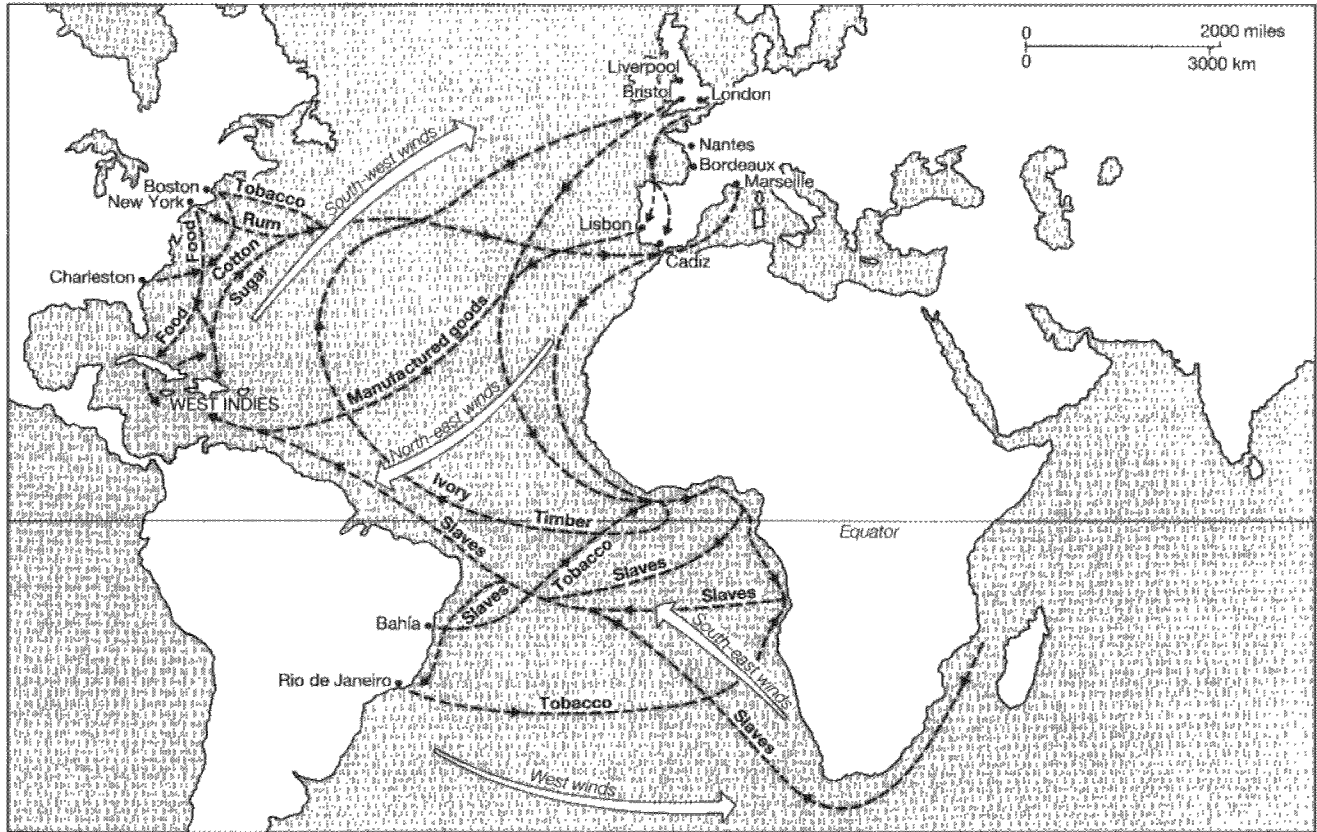 0 2000 miles
0 3000 km
Liverpool
Bristol
London
Nantes
Bordeaux
Marseille
Lisbon
Cadiz
Boston
New York
Charleston
Tobacco
Rum
Food
Cotton
Sugar
Food
South-west winds
Manufactured goods
North-east winds
WEST INDIES
Ivory
Timber
Slaves
Equator
Tobacco
Slaves
Slaves
Slaves
Bahía
South-east winds
Rio de Janeiro
Tobacco
Slaves
West winds